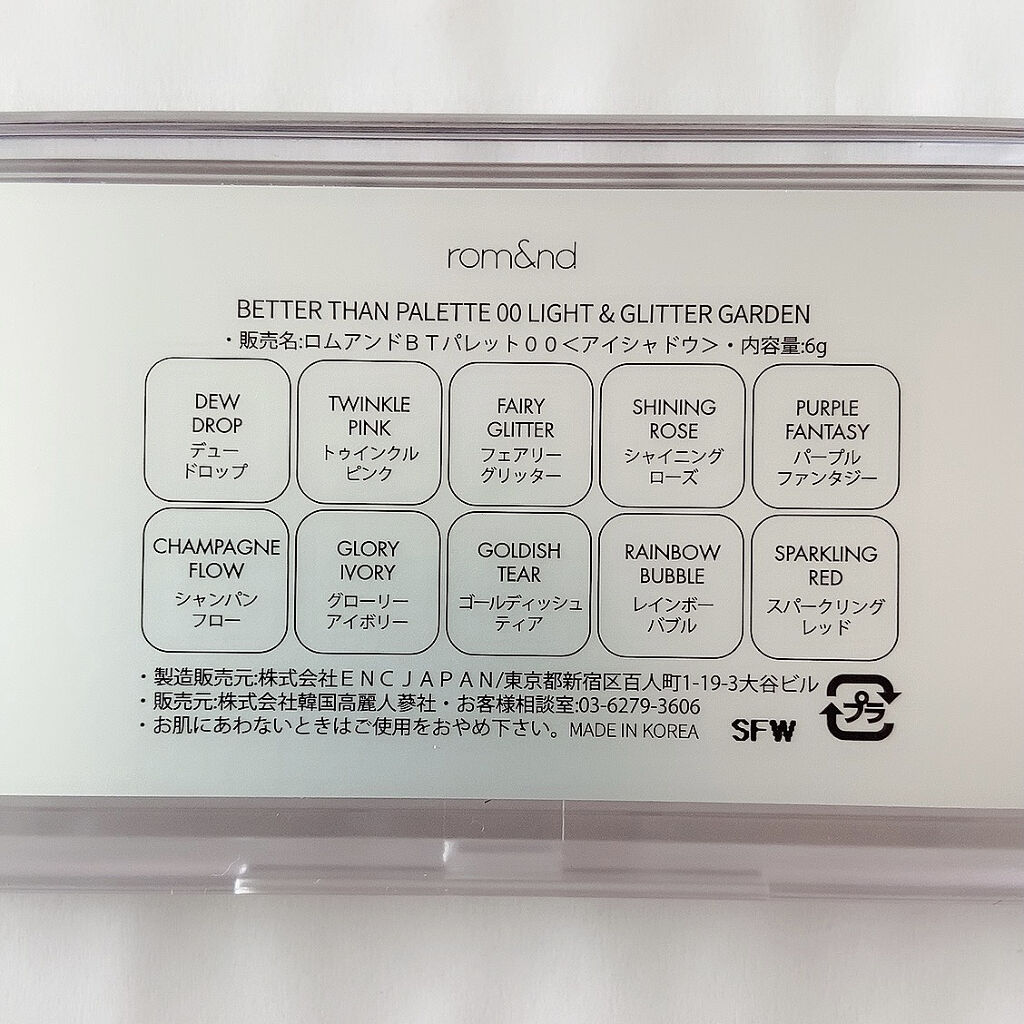 rom&nd
BETTER THAN PALETTE 00 LIGHT & GLITTER GARDEN
・販売名:ロムアンドＢＴパレット００＜アイシャドウ＞・内容量:6g
DEW
DROP
デュー
ドロップ
TWINKLE
PINK
トゥインクル
ピンク
FAIRY
GLITTER
フェアリー
グリッター
SHINING
ROSE
シャイニング
ローズ
PURPLE
FANTASY
パープル
ファンタジー
CHAMPAGNE
FLOW
シャンパン
フロー
GLORY
IVORY
グローリー
アイボリー
GOLDISH
TEAR
ゴールディッシュ
ティア
RAINBOW
BUBBLE
レインボー
バブル
SPARKLING
RED
スパークリング
レッド
・製造販売元:株式会社ＥＮＣＪＡＰＡＮ/東京都新宿区百人町1-19-3大谷ビル
・販売元:株式会社韓国高麗人蔘社・お客様相談室:03-6279-3606
・お肌にあわないときはご使用をおやめ下さい。MADE IN KOREA
SFW
プラ